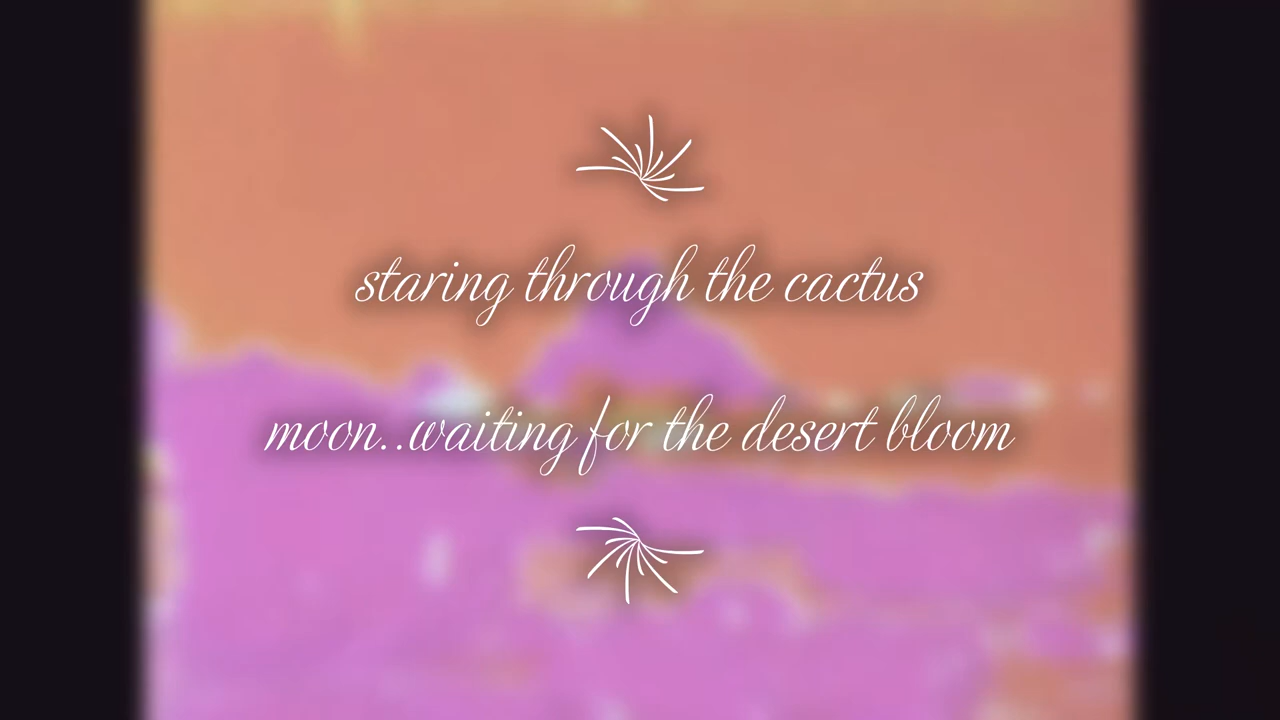 staring through the cactus
moon..waiting for the desert bloom